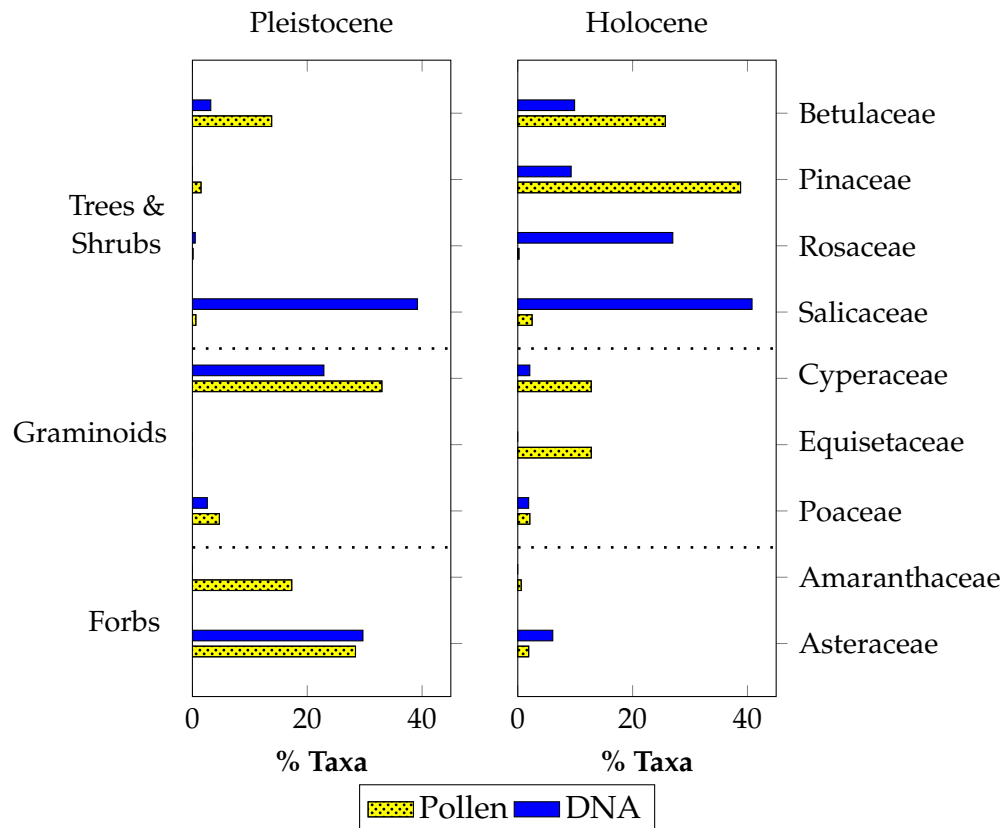 Pleistocene
Holocene
Trees &
Shrubs
Graminoids
Forbs
Betulaceae
Pinaceae
Rosaceae
Salicaceae
Cyperaceae
Equisetaceae
Poaceae
Amaranthaceae
Asteraceae
0 20 40
0 20 40
% Taxa
% Taxa
Pollen DNA